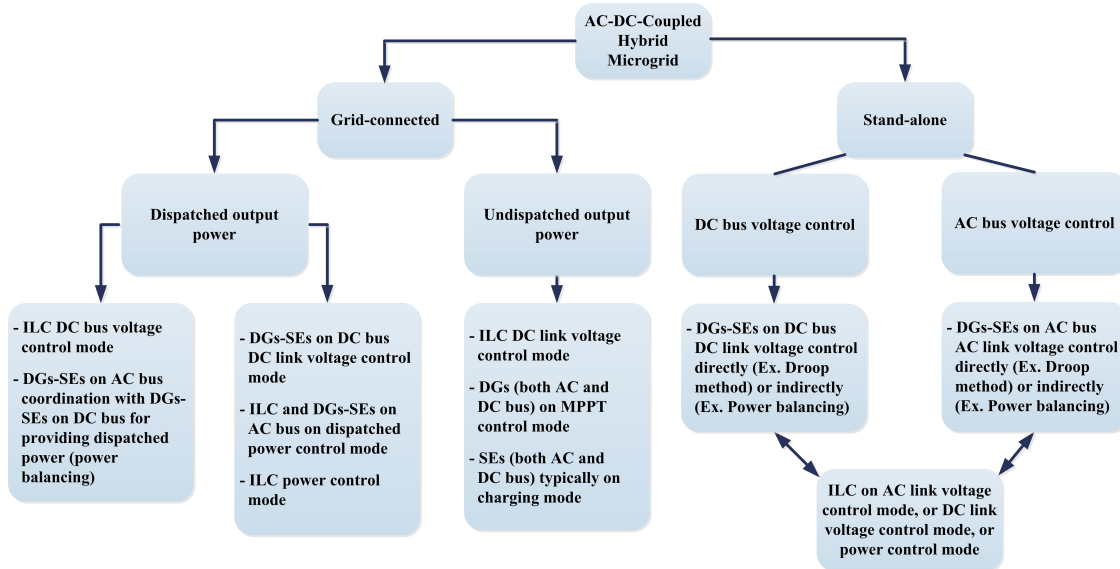 AC-DC-Coupled
Hybrid
Microgrid
Grid-connected
Stand-alone
Dispatched output
power
Undispatched output
power
DC bus voltage control
AC bus voltage control
- ILC DC bus voltage
control mode
- DGs-SEs on AC bus
coordination with DGs-
SEs on DC bus for
providing dispatched
power (power
balancing)
- DGs-SEs on DC bus
DC link voltage control
mode
- ILC and DGs-SEs on
AC bus on dispatched
power control mode
- ILC power control
mode
- ILC DC link voltage
control mode
- DGs (both AC and
DC bus) on MPPT
control mode
- SEs (both AC and
DC bus) typically on
charging mode
- DGs-SEs on DC bus
DC link voltage control
directly (Ex. Droop
method) or indirectly
(Ex. Power balancing)
- DGs-SEs on AC bus
AC link voltage control
directly (Ex. Droop
method) or indirectly
(Ex. Power balancing)
ILC on AC link voltage
control mode, or DC link
voltage control mode, or
power control mode